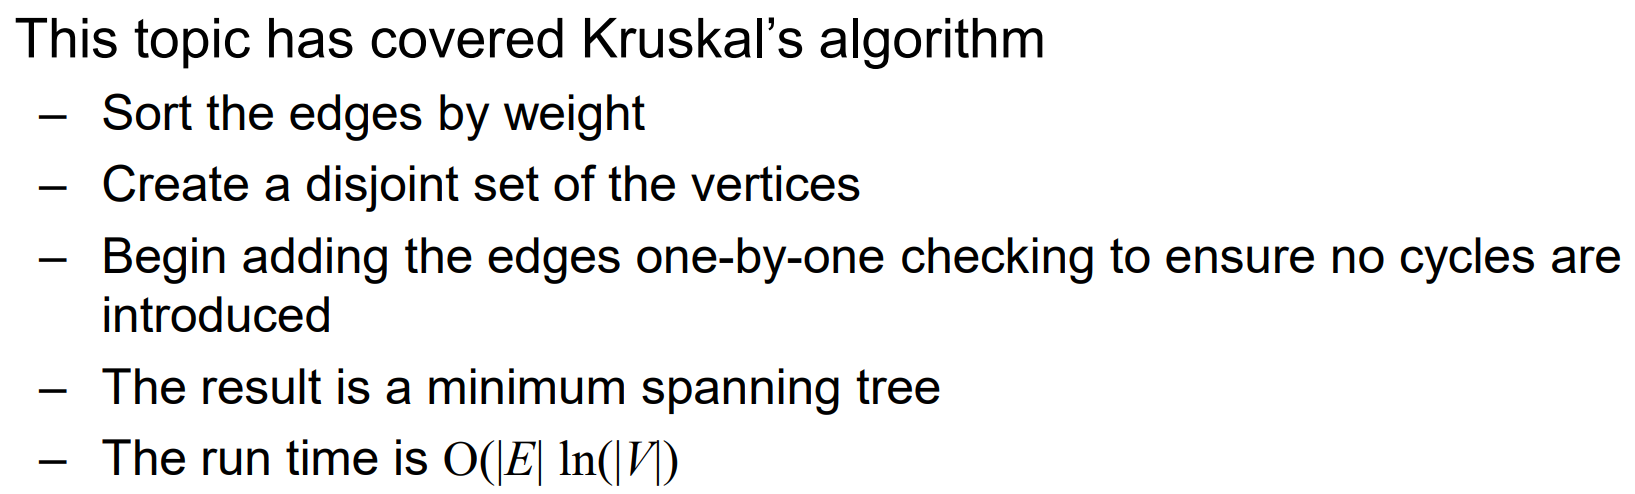 This topic has covered Kruskal’s algorithm
– Sort the edges by weight
– Create a disjoint set of the vertices
– Begin adding the edges one-by-one checking to ensure no cycles are
introduced
– The result is a minimum spanning tree
– The run time is O(|E| ln(|V|)